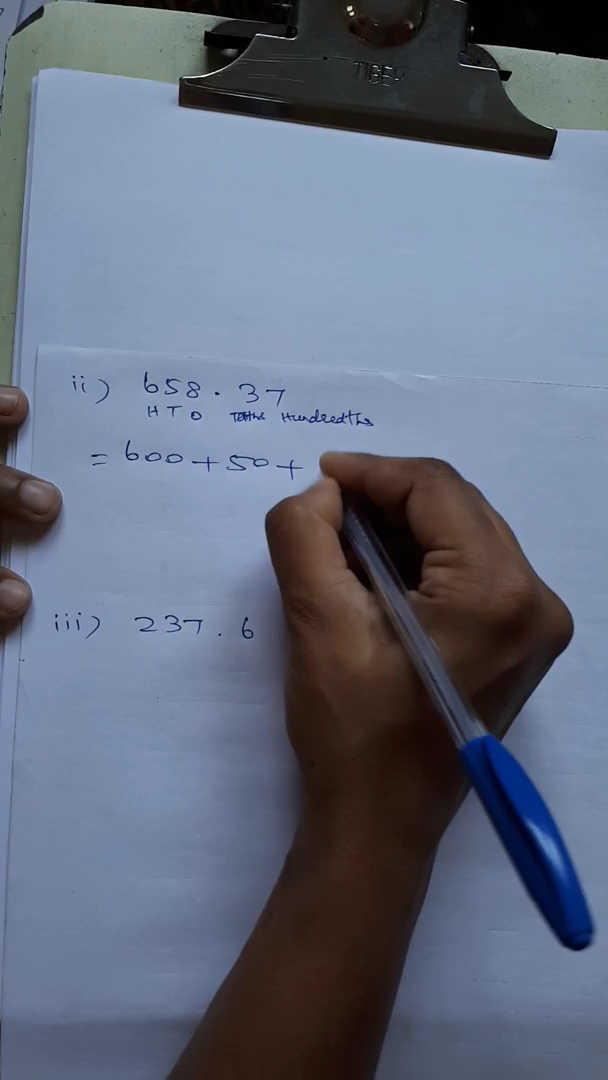 TIGER
ii) 658.37
H T O Tenths Hundredths
= 600 + 50 +
iii) 237.6